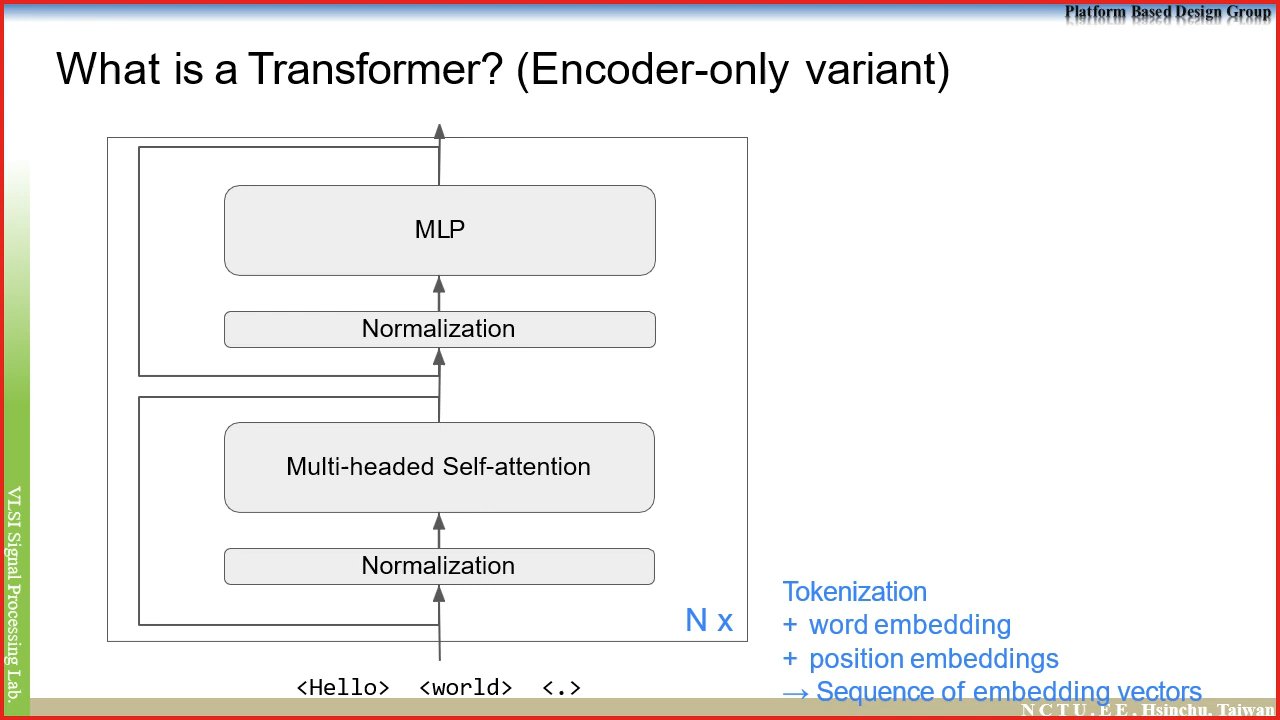 Platform Based Design Group
What is a Transformer? (Encoder-only variant)
MLP
Normalization
Multi-headed Self-attention
Normalization
N x
<Hello> <world> <.>
Tokenization
+ word embedding
+ position embeddings
→ Sequence of embedding vectors
VLSI Signal Processing Lab.
N C T U . E E , Hsinchu, Taiwan